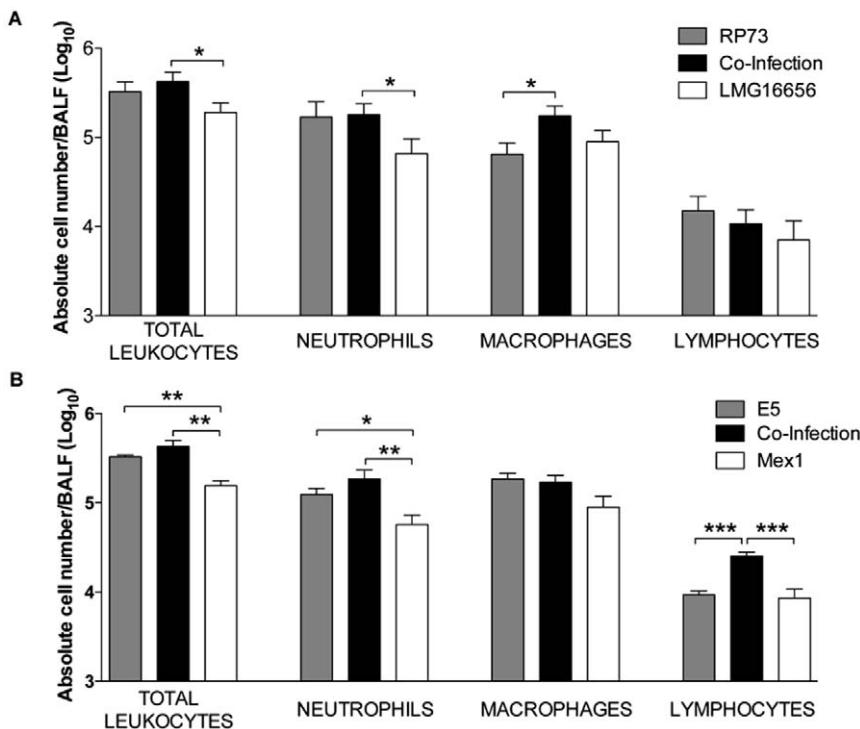 A
Absolute cell number/BALF (Log10)
6
5
4
3
RP73
Co-Infection
LMG16656
*
*
*
TOTAL
LEUKOCYTES
NEUTROPHILS
MACROPHAGES
LYMPHOCYTES
B
Absolute cell number/BALF (Log10)
6
5
4
3
E5
Co-Infection
Mex1
**
**
*
**
***
***
TOTAL
LEUKOCYTES
NEUTROPHILS
MACROPHAGES
LYMPHOCYTES